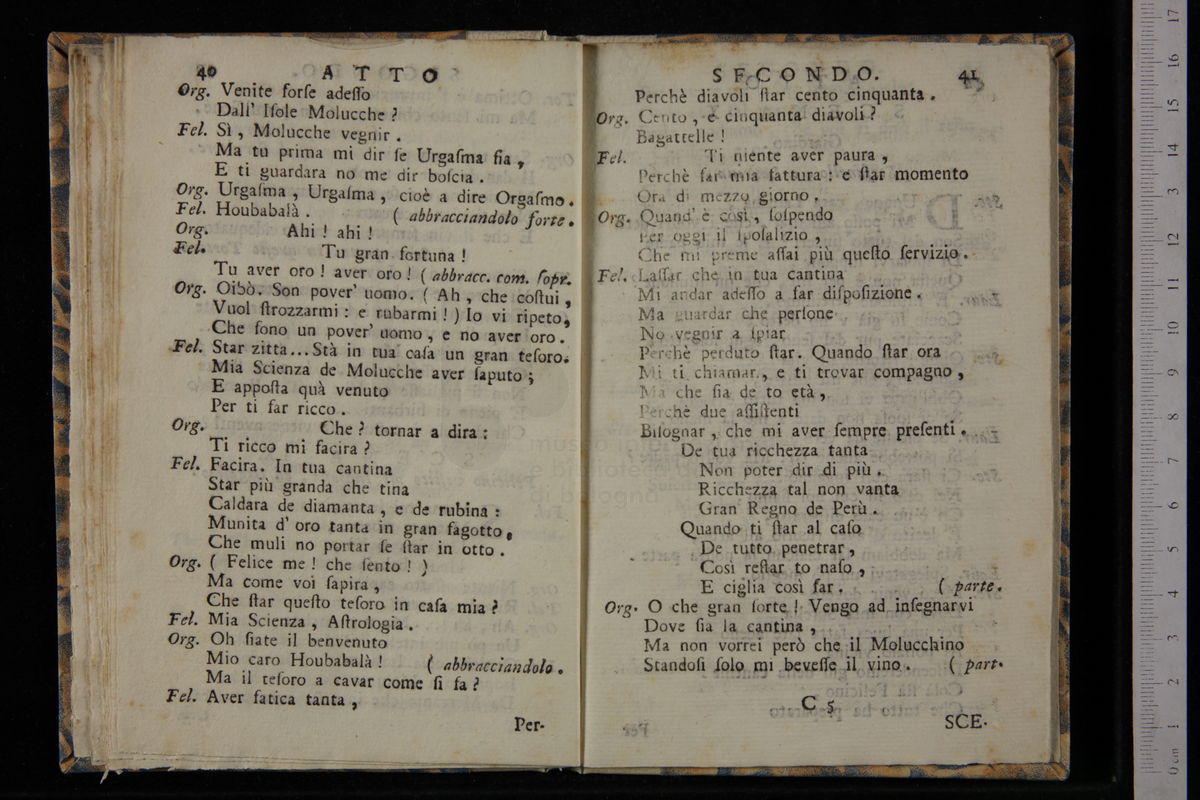 40 ATTO
Org. Venite forſe adeſſo
Dall' Iſole Molucche ?
Fel. Sì , Molucche vegnir .
Ma tu prima mi dir ſe Urgaſma ſia ,
E ti guardara no me dir boſcia .
Org. Urgaſma , Urgaſma , cioè a dire Orgaſmo .
Fel. Houbabalà . ( abbracciandolo forte .
Org. Ahi ! ahi !
Fel. Tu gran fortuna !
Tu aver oro ! aver oro ! ( abbracc. com. ſopr.
Org. Oibò. Son pover' uomo. ( Ah , che coſtui ,
Vuol ſtrozzarmi : e rubarmi ! ) Io vi ripeto,
Che ſono un pover' uomo , e no aver oro .
Fel. Star zitta ... Stà in tua caſa un gran teſoro.
Mia Scienza de Molucche aver ſaputo ;
E appoſta quà venuto
Per ti far ricco .
Org. Che ? tornar a dira :
Ti ricco mi facira ?
Fel. Facira. In tua cantina
Star più granda che tina
Caldara de diamanta , e de rubina :
Munita d' oro tanta in gran fagotto ,
Che muli no portar ſe ſtar in otto .
Org. ( Felice me ! che ſento ! )
Ma come voi ſapira ,
Che ſtar queſto teſoro in caſa mia ?
Fel. Mia Scienza , Aſtrologia .
Org. Oh ſiate il benvenuto
Mio caro Houbabalà ! ( abbracciandolo .
Ma il teſoro a cavar come ſi fa ?
Fel. Aver fatica tanta ,
Per-
SECONDO. 41
Perchè diavoli ſtar cento cinquanta .
Org. Cento , e cinquanta diavoli ?
Bagattelle !
Fel. Ti niente aver paura ,
Perchè far mia fattura : e ſtar momento
Ora di mezzo giorno .
Org. Quand' è così , ſoſpendo
Per oggi il ſpoſalizio ,
Che mi preme aſſai più queſto ſervizio .
Fel. Laſſar che in tua cantina
Mi andar adeſſo a far diſpoſizione .
Ma guardar che perſone
No vegnir a ſpiar
Perchè perduto ſtar. Quando ſtar ora
Mi ti chiamar , e ti trovar compagno ,
Ma che ſia de to età ,
Perchè due aſſiſtenti
Biſognar , che mi aver ſempre preſenti .
De tua ricchezza tanta
Non poter dir di più .
Ricchezza tal non vanta
Gran Regno de Perù .
Quando ti ſtar al caſo
De tutto penetrar ,
Così reſtar to naſo ,
E ciglia così far . ( parte .
Org. O che gran ſorte ! Vengo ad inſegnarvi
Dove ſia la cantina ,
Ma non vorrei però che il Molucchino
Standoſi ſolo mi beveſſe il vino . ( part.
C 5
SCE-